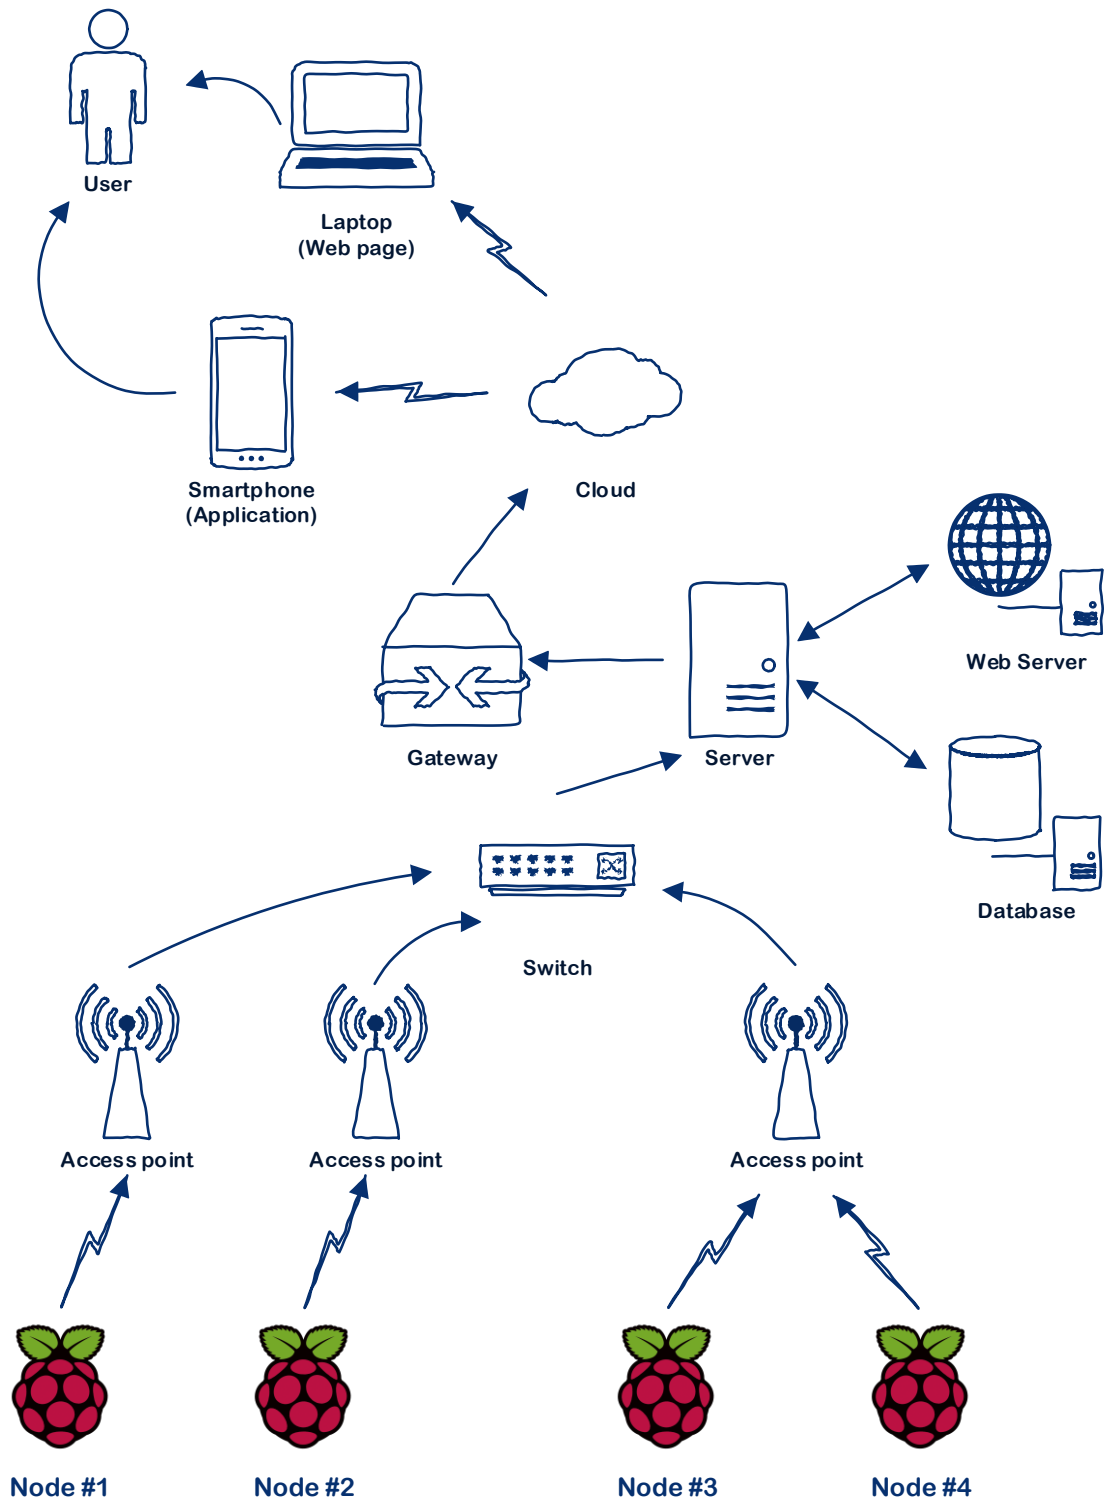 User
Laptop
(Web page)
Smartphone
(Application)
Cloud
Web Server
Gateway
Server
Database
Switch
Access point
Access point
Access point
Node #1
Node #2
Node #3
Node #4